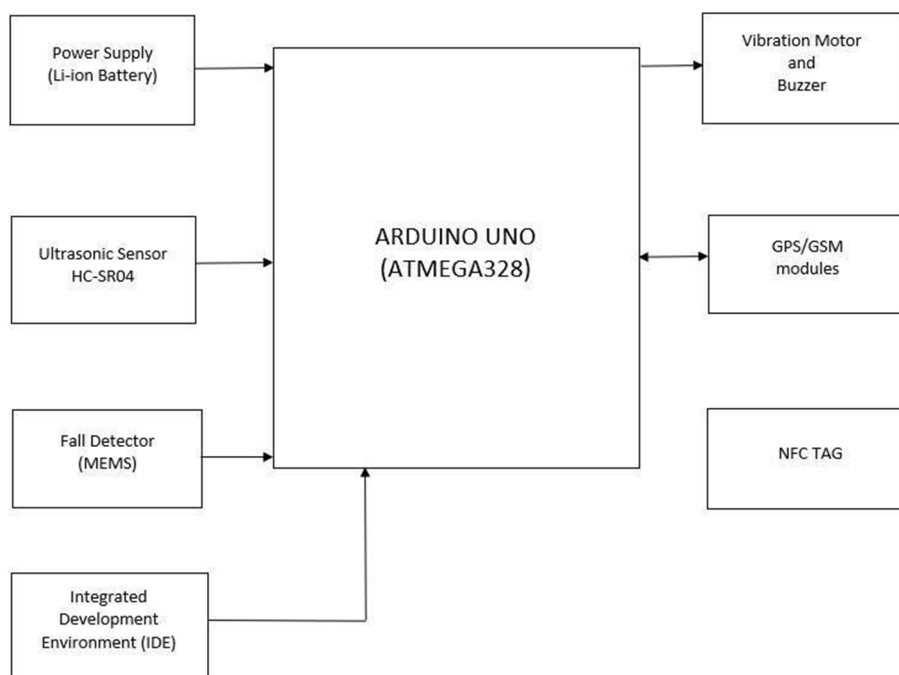 Power Supply
(Li-ion Battery)
Vibration Motor
and
Buzzer
ARDUINO UNO
(ATMEGA328)
Ultrasonic Sensor
HC-SR04
GPS/GSM
modules
Fall Detector
(MEMS)
NFC TAG
Integrated
Development
Environment (IDE)